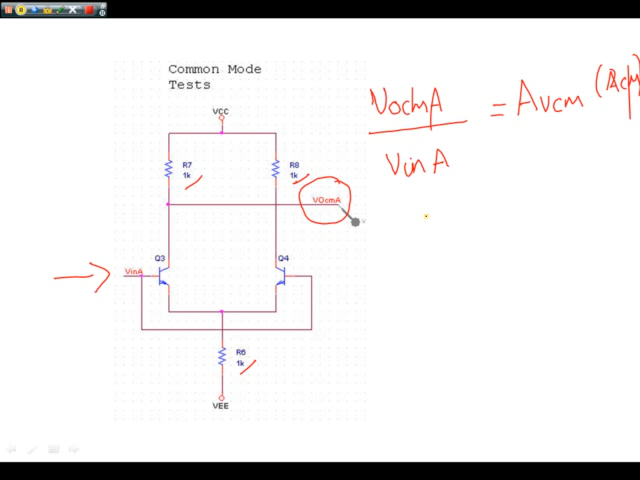 Common Mode
Tests
VCC
R7
1k
R8
1k
VOcmA
Q3
Q4
VinA
R6
1k
VEE
VocmA
VinA
= Avcm